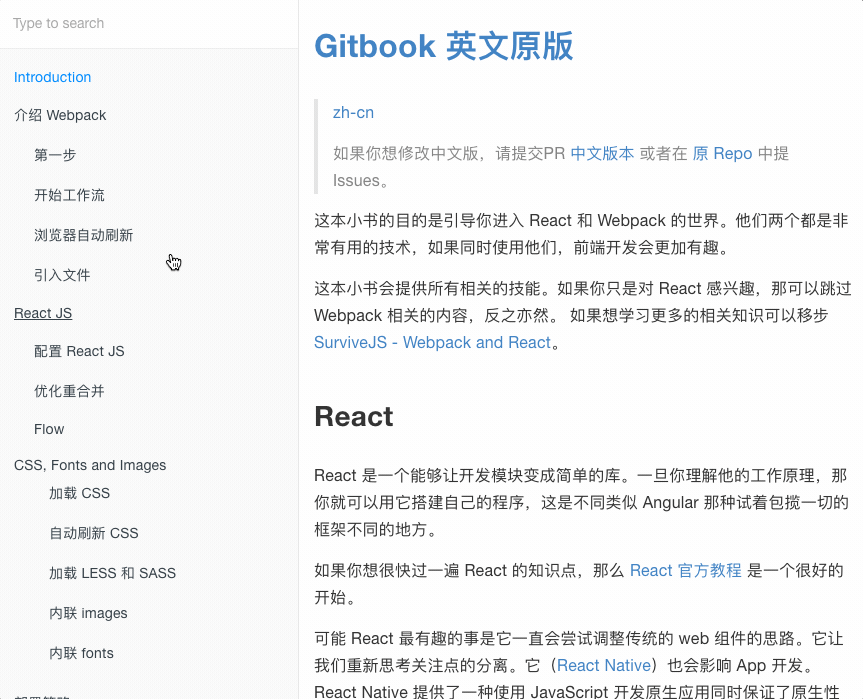 Type to search
Introduction
介绍 Webpack
第一步
开始工作流
浏览器自动刷新
引入文件
React JS
配置 React JS
优化重合并
Flow
CSS, Fonts and Images
加载 CSS
自动刷新 CSS
加载 LESS 和 SASS
内联 images
内联 fonts
Gitbook 英文原版
zh-cn
如果你想修改中文版，请提交PR 中文版本 或者在 原 Repo 中提
Issues。
这本小书的目的是引导你进入 React 和 Webpack 的世界。他们两个都是非
常有用的技术，如果同时使用他们，前端开发会更加有趣。
这本小书会提供所有相关的技能。如果你只是对 React 感兴趣，那可以跳过
Webpack 相关的内容，反之亦然。 如果想学习更多的相关知识可以移步
SurviveJS - Webpack and React。
React
React 是一个能够让开发模块变成简单的库。一旦你理解他的工作原理，那
你就可以用它搭建自己的程序，这是不同类似 Angular 那种试着包揽一切的
框架不同的地方。
如果你想很快过一遍 React 的知识点，那么 React 官方教程 是一个很好的
开始。
可能 React 最有趣的事是它一直会尝试调整传统的 web 组件的思路。它让
我们重新思考关注点的分离。它（React Native）也会影响 App 开发。
React Native 提供了一种使用 JavaScript 开发原生应用同时保证了原生性